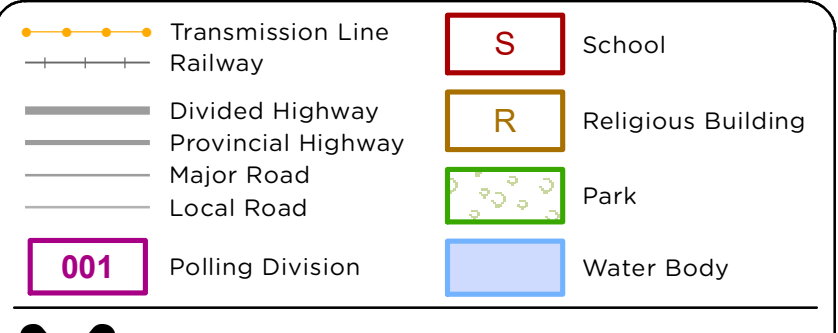 Transmission Line
Railway
Divided Highway
Provincial Highway
Major Road
Local Road
001 Polling Division
S School
R Religious Building
Park
Water Body